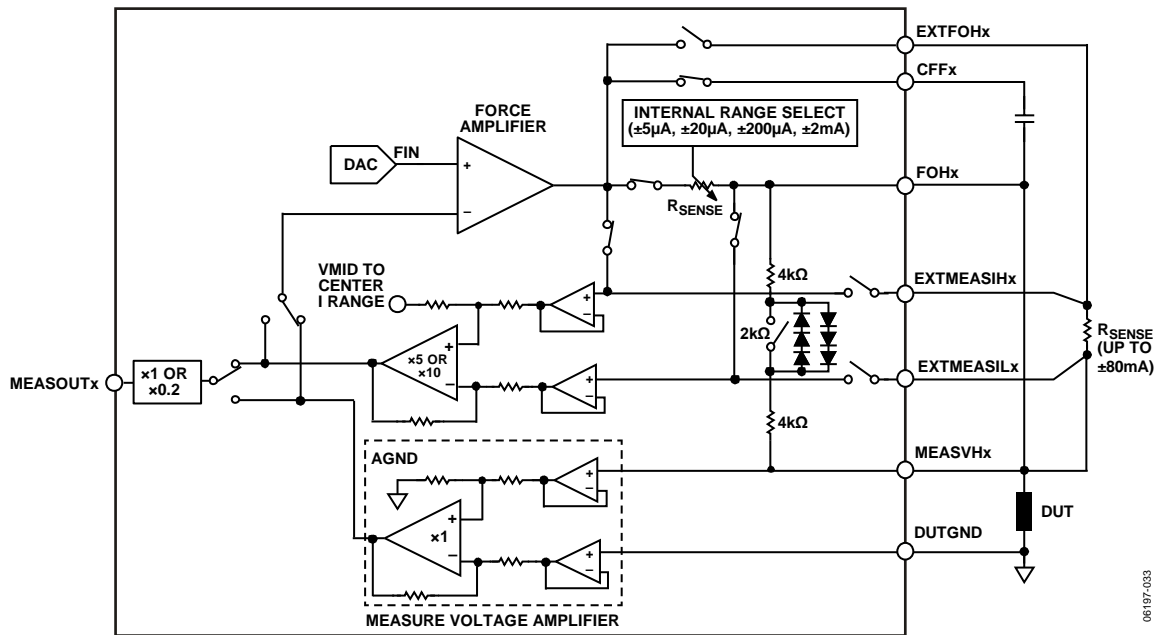 EXTFOHx
CFFx
FORCE
AMPLIFIER
INTERNAL RANGE SELECT
(±5µA, ±20µA, ±200µA, ±2mA)
DAC
FIN
+
–
FOHx
RSENSE
VMID TO
CENTER
I RANGE
4kΩ
EXTMEASIHx
+
–
2kΩ
RSENSE
(UP TO
±80mA)
+
×5 OR
×10
–
MEASOUTx
×1 OR
×0.2
+
–
EXTMEASILx
4kΩ
AGND
+
–
MEASVHx
+
×1
–
DUT
+
–
DUTGND
MEASURE VOLTAGE AMPLIFIER
06197-033